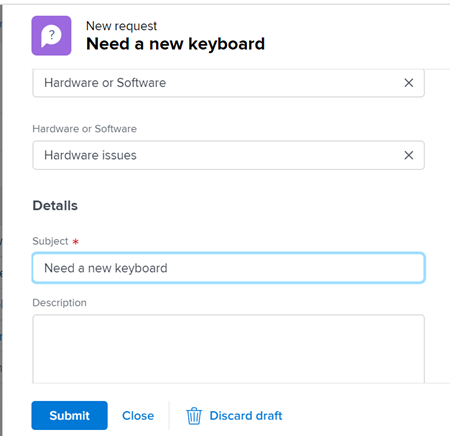 New request
Need a new keyboard
Hardware or Software
Hardware or Software
Hardware issues
Details
Subject *
Need a new keyboard
Description
Submit Close Discard draft